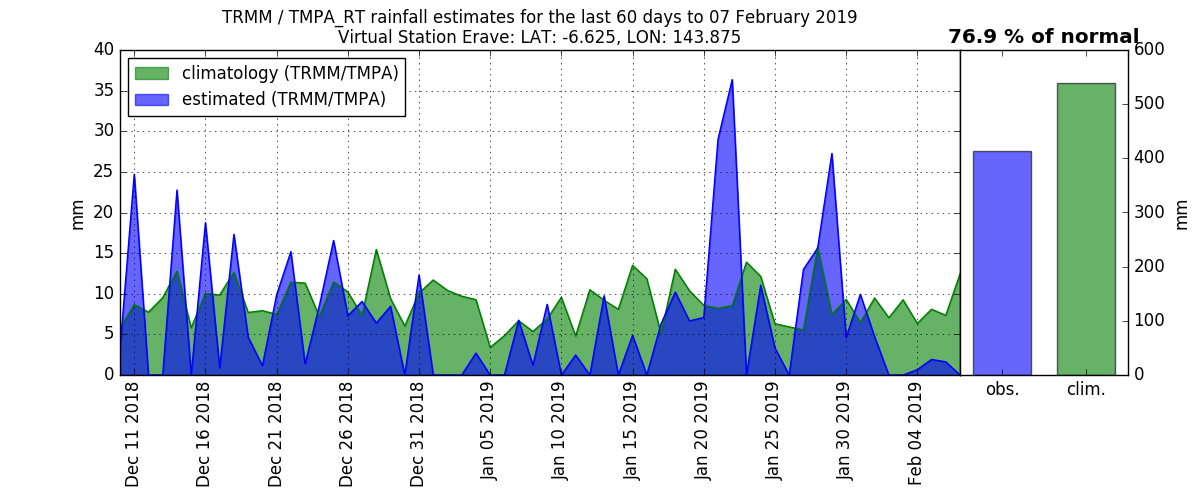 TRMM / TMPA_RT rainfall estimates for the last 60 days to 07 February 2019
Virtual Station Erave: LAT: -6.625, LON: 143.875
76.9 % of normal
climatology (TRMM/TMPA)
estimated (TRMM/TMPA)
40
35
30
25
20
15
10
5
0
mm
Dec 11 2018
Dec 16 2018
Dec 21 2018
Dec 26 2018
Dec 31 2018
Jan 05 2019
Jan 10 2019
Jan 15 2019
Jan 20 2019
Jan 25 2019
Jan 30 2019
Feb 04 2019
obs.
clim.
600
500
400
300
200
100
0
mm